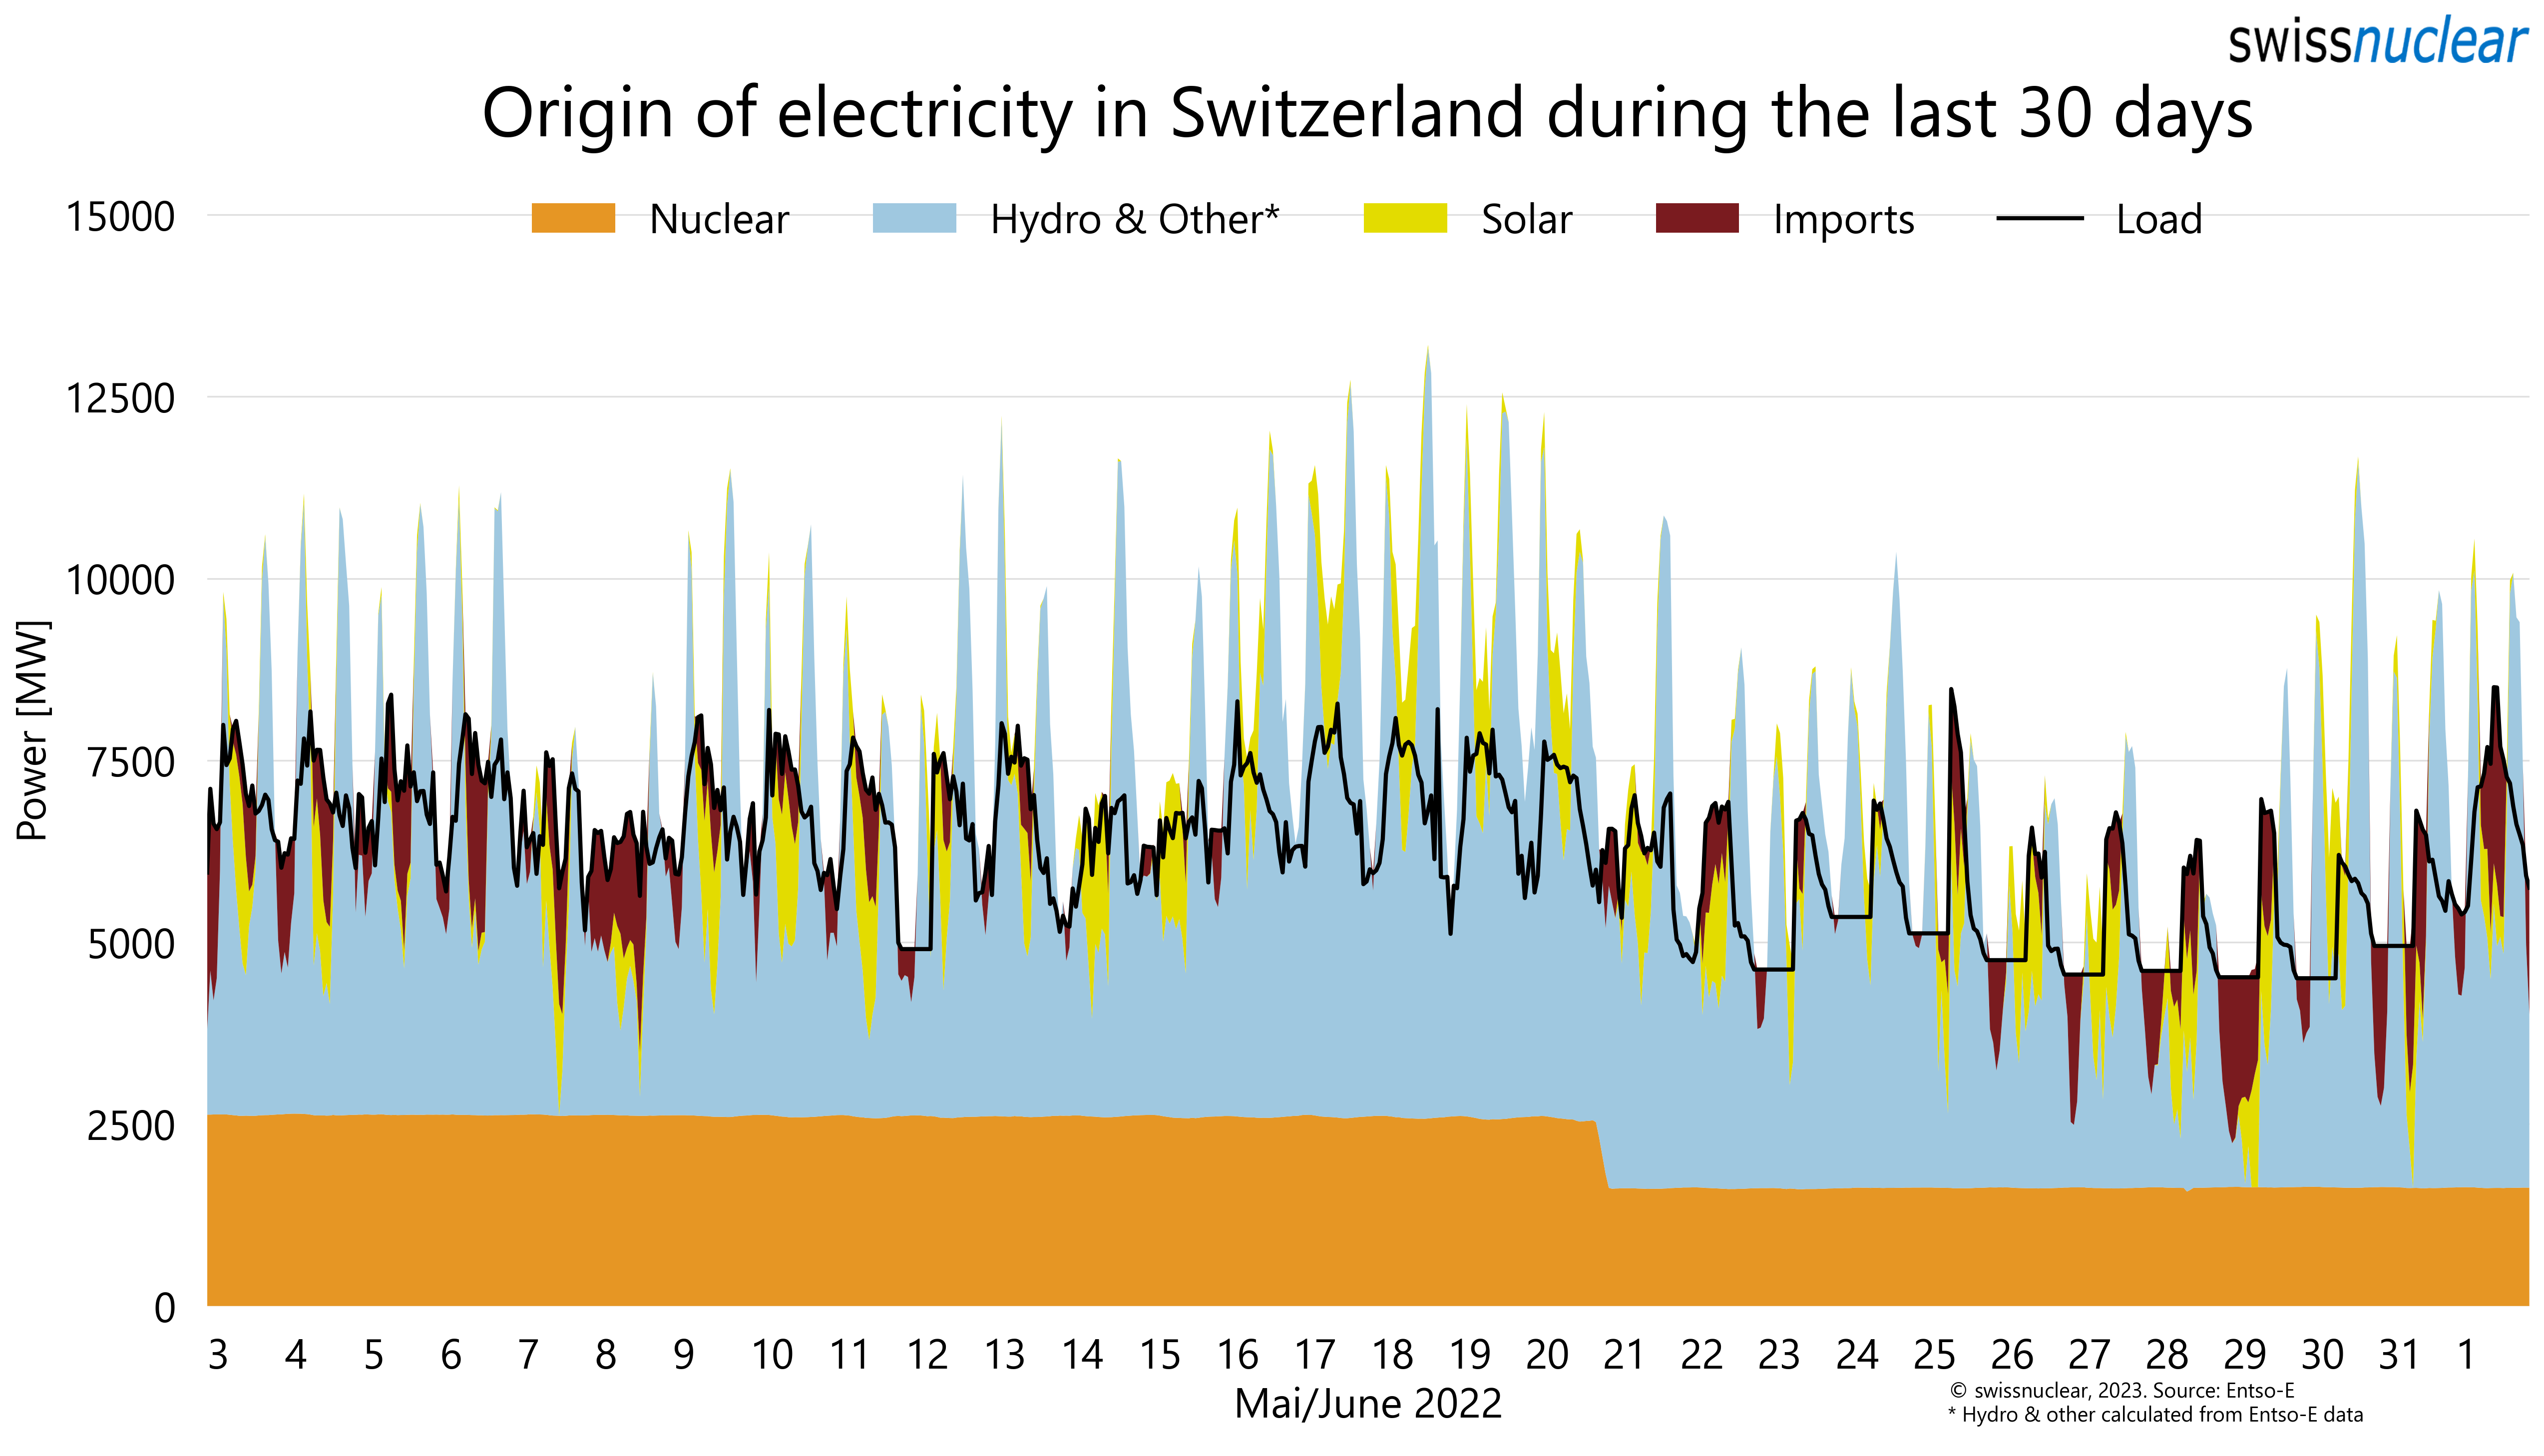 swissnuclear
Origin of electricity in Switzerland during the last 30 days
Nuclear Hydro & Other* Solar Imports Load
15000
12500
10000
7500
5000
2500
0
Power [MW]
3 4 5 6 7 8 9 10 11 12 13 14 15 16 17 18 19 20 21 22 23 24 25 26 27 28 29 30 31 1
Mai/June 2022
© swissnuclear, 2023. Source: Entso-E
* Hydro & other calculated from Entso-E data